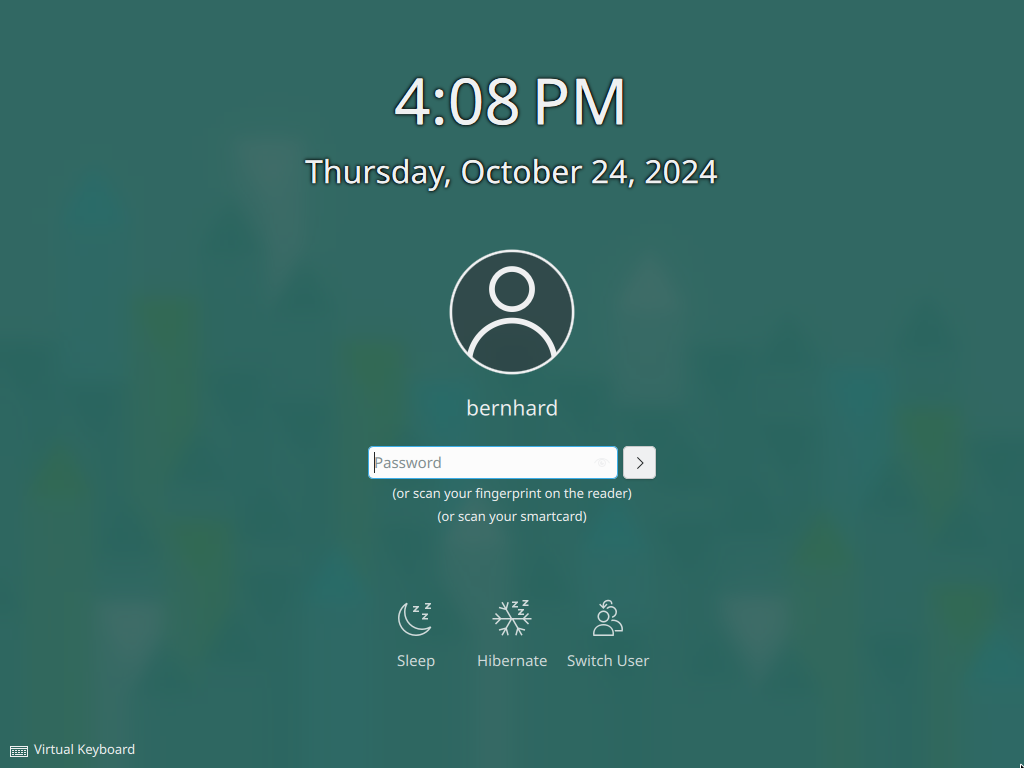 4:08 PM
Thursday, October 24, 2024
bernhard
Password
(or scan your fingerprint on the reader)
(or scan your smartcard)
Sleep
Hibernate
Switch User
Virtual Keyboard